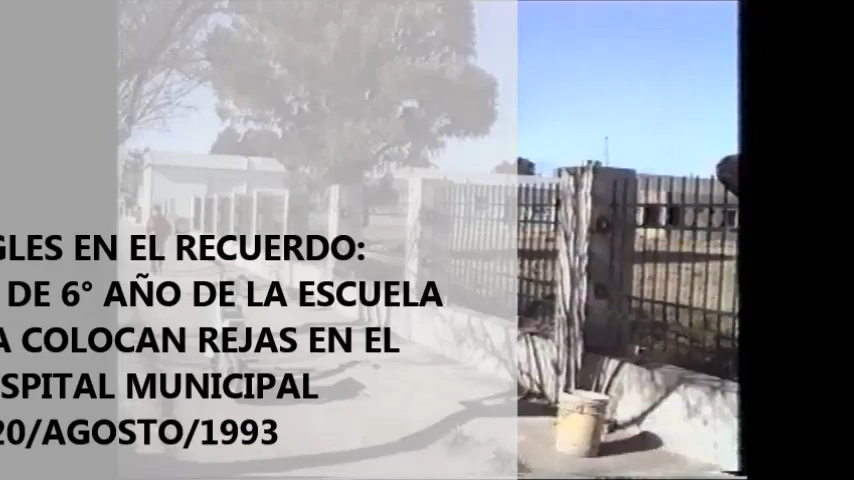 GLES EN EL RECUERDO:
DE 6° AÑO DE LA ESCUELA
A COLOCAN REJAS EN EL
SPITAL MUNICIPAL
20/AGOSTO/1993